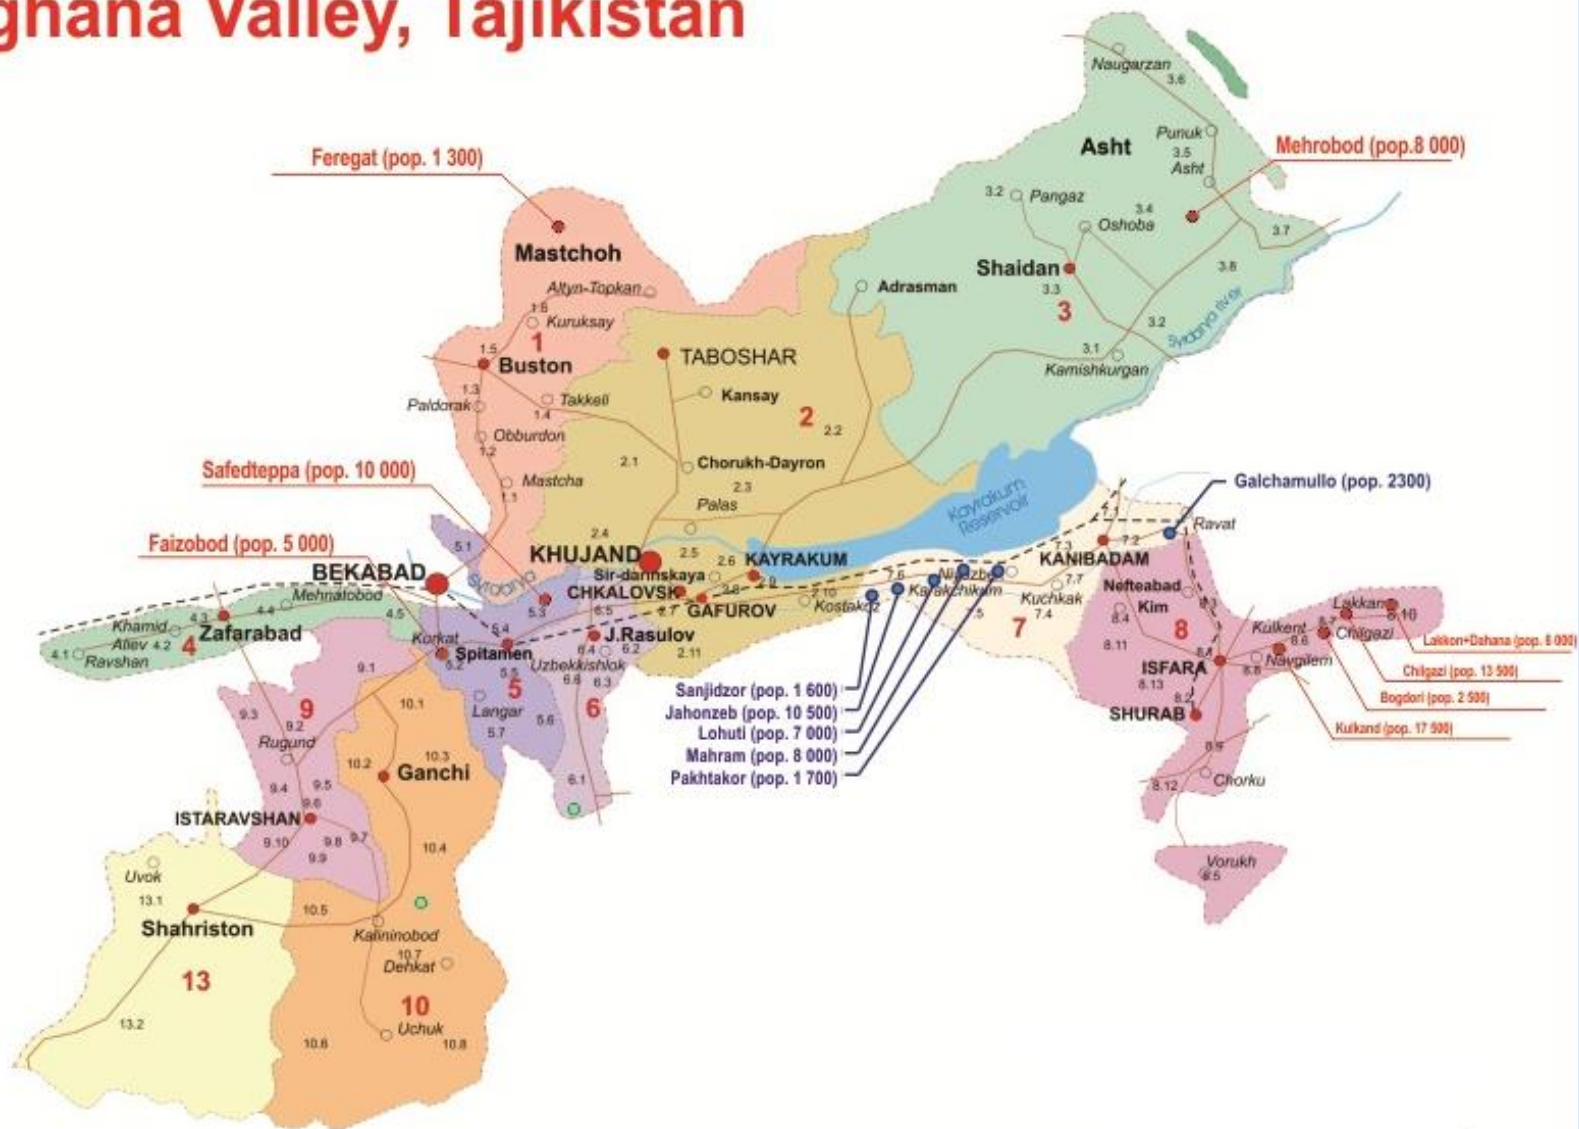 ghana Valley, Tajikistan
Naugarzan
3.6
Asht
Punuk
3.5
Asht
Mehrobod (pop.8 000)
Feregat (pop. 1 300)
3.2
Pangaz
3.4
Oshoba
3.7
Mastchoh
Shaidan
3.3
3.8
Adrasman
3
Altyn-Topkan
1.6
Kuruksay
1
3.2
Syrdarya river
3.1
Kamishkurgan
1.5
Buston
TABOSHAR
1.3
Paldorak
Takkeli
1.4
Kansay
2
2.2
Obburdon
1.2
2.1
Chorukh-Dayron
Safedteppa (pop. 10 000)
Mastcha
1.1
2.3
Palas
Kayrakum
Reservoir
Galchamullo (pop. 2300)
7.1
Ravat
Faizobod (pop. 5 000)
5.1
2.4
KHUJAND
2.5
2.6
KAYRAKUM
7.3
7.2
KANIBADAM
BEKABAD
Syrdarya
Sir-darinskaya
2.9
7.6
Niyazbek
7.7
Nefteabad
Mehnatobod
CHKALOVSK
2.8
2.10
Karakchikum
Kuchkak
8.3
4.3
4.4
4.5
5.3
6.5
2.7
GAFUROV
Kostakoz
7.5
7.4
Kim
8.4
Lakkan
8.10
Khamid
Zafarabad
5.4
J.Rasulov
7
8
Kulkent
8.7
Chilgazi
Aliev
4.2
4
Korkat
5.2
Spitamen
6.4
6.2
2.11
8.11
8.1
8.6
Lakkon+Dahana (pop. 6 000)
4.1
Ravshan
9.1
5.5
Uzbekkishlok
ISFARA
8.8
Navgilem
Chilgazi (pop. 13 500)
5
6.6
6.3
Sanjidzor (pop. 1 600)
8.13
8.2
Bogdori (pop. 2 500)
9.3
9
10.1
Langar
5.6
6
Jahonzeb (pop. 10 500)
SHURAB
9.2
5.7
Lohuti (pop. 7 000)
Kulkand (pop. 17 500)
Rugund
10.2
10.3
Mahram (pop. 8 000)
8.9
Ganchi
Pakhtakor (pop. 1 700)
9.4
9.5
6.1
8.12
Chorku
9.6
ISTARAVSHAN
9.10
9.8
9.7
10.4
9.9
Uvok
Vorukh
8.5
13.1
10.5
Shahriston
Kalininobod
10.7
Dehkat
13
10
13.2
Uchuk
10.6
10.8